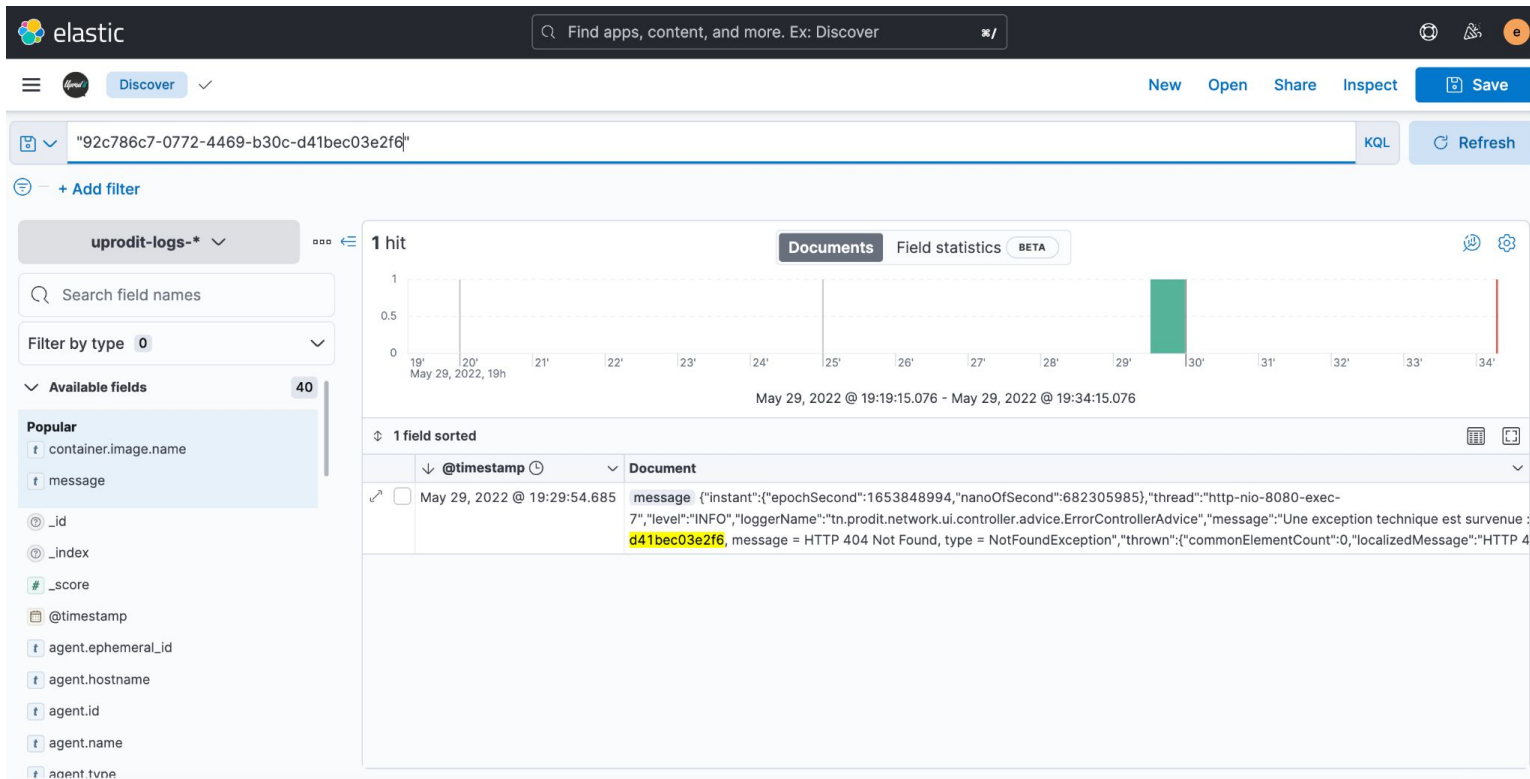 elastic
Find apps, content, and more. Ex: Discover ⌘/
e
Uprodit
Discover
New Open Share Inspect Save
"92c786c7-0772-4469-b30c-d41bec03e2f6"
KQL
Refresh
+ Add filter
uprodit-logs-*
1 hit
Documents
Field statistics BETA
Search field names
Filter by type 0
Available fields 40
Popular
t container.image.name
t message
_id
_index
# _score
@timestamp
t agent.ephemeral_id
t agent.hostname
t agent.id
t agent.name
t agent.type
1
0.5
0
19' 20' 21' 22' 23' 24' 25' 26' 27' 28' 29' 30' 31' 32' 33' 34'
May 29, 2022, 19h
May 29, 2022 @ 19:19:15.076 - May 29, 2022 @ 19:34:15.076
1 field sorted
@timestamp Document
May 29, 2022 @ 19:29:54.685 message {"instant":{"epochSecond":1653848994,"nanoOfSecond":682305985},"thread":"http-nio-8080-exec-
7","level":"INFO","loggerName":"tn.prodit.network.ui.controller.advice.ErrorControllerAdvice","message":"Une exception technique est survenue :
d41bec03e2f6, message = HTTP 404 Not Found, type = NotFoundException","thrown":{"commonElementCount":0,"localizedMessage":"HTTP 4